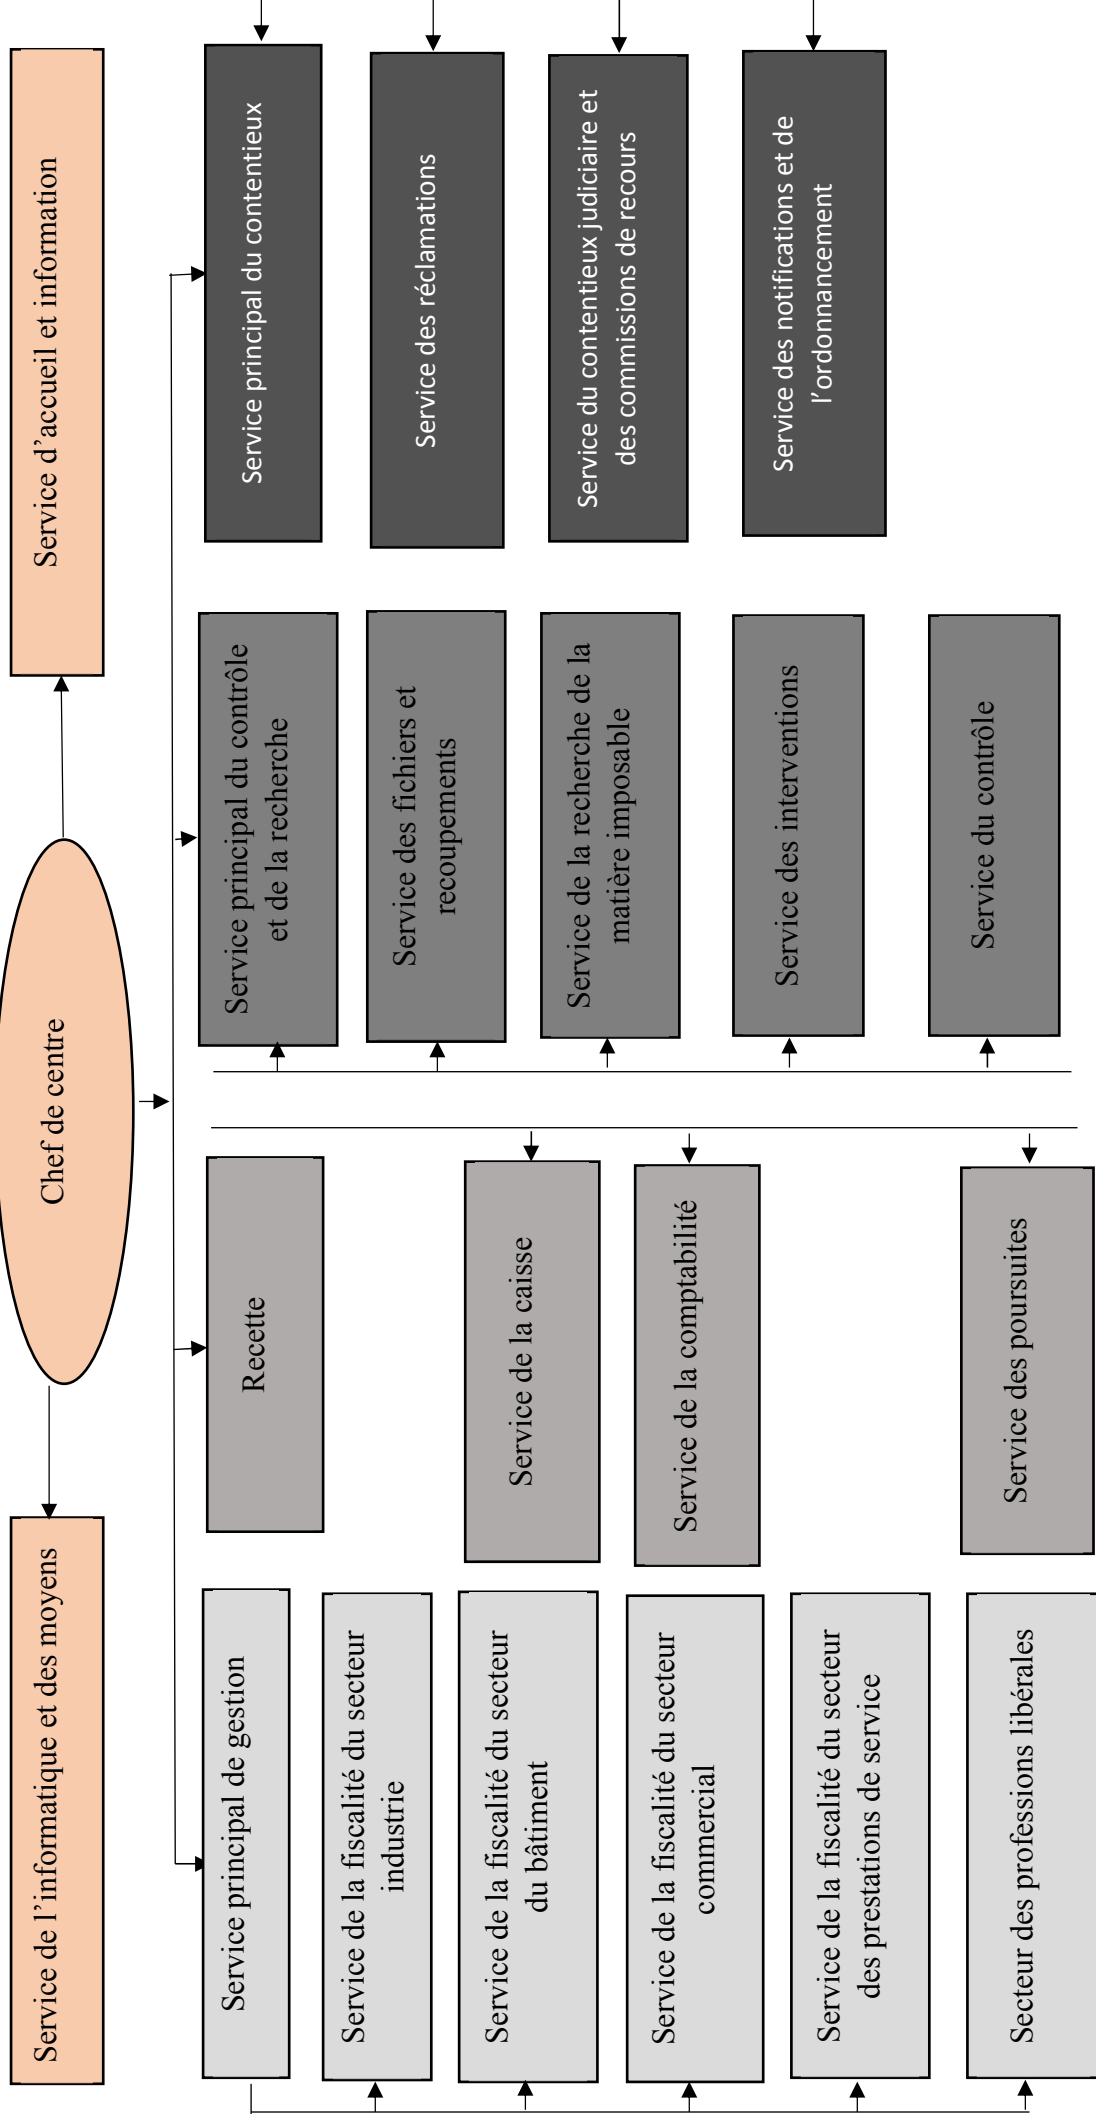 Service de l'informatique et des moyens
Chef de centre
Service d'accueil et information
Service principal de gestion
Service de la fiscalité du secteur
industrie
Service de la fiscalité du secteur
du bâtiment
Service de la fiscalité du secteur
commercial
Service de la fiscalité du secteur
des prestations de service
Secteur des professions libérales
Recette
Service de la caisse
Service de la comptabilité
Service des poursuites
Service principal du contrôle
et de la recherche
Service des fichiers et
recoupements
Service de la recherche de la
matière imposable
Service des interventions
Service du contrôle
Service principal du contentieux
Service des réclamations
Service du contentieux judiciaire et
des commissions de recours
Service des notifications et de
l'ordonnancement